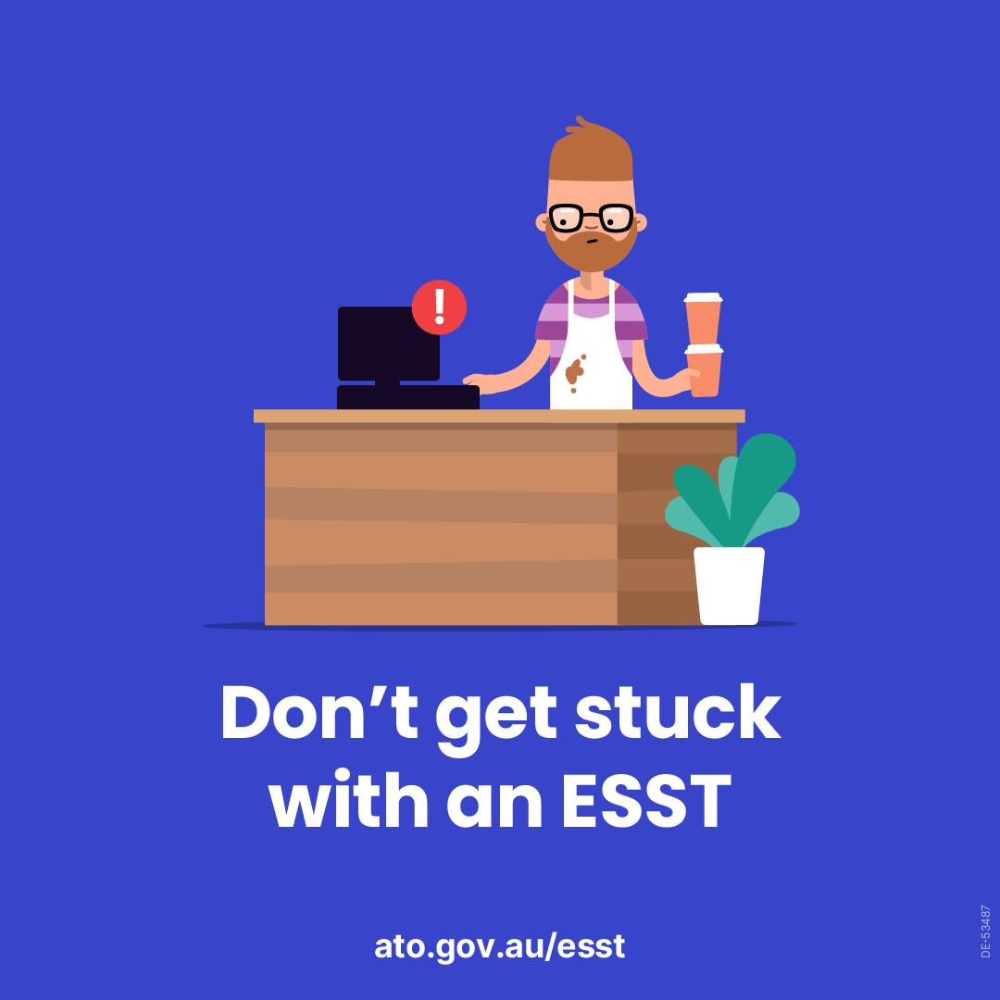 !
Don’t get stuck
with an ESST
ato.gov.au/esst
DE-53487